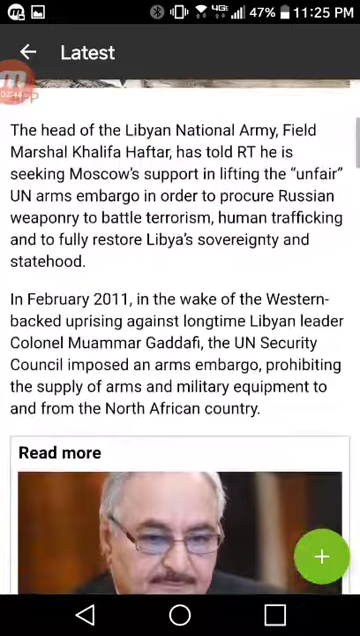 4G 47% 11:25 PM
Latest
02:44
The head of the Libyan National Army, Field
Marshal Khalifa Haftar, has told RT he is
seeking Moscow's support in lifting the “unfair”
UN arms embargo in order to procure Russian
weaponry to battle terrorism, human trafficking
and to fully restore Libya's sovereignty and
statehood.
In February 2011, in the wake of the Western-
backed uprising against longtime Libyan leader
Colonel Muammar Gaddafi, the UN Security
Council imposed an arms embargo, prohibiting
the supply of arms and military equipment to
and from the North African country.
Read more